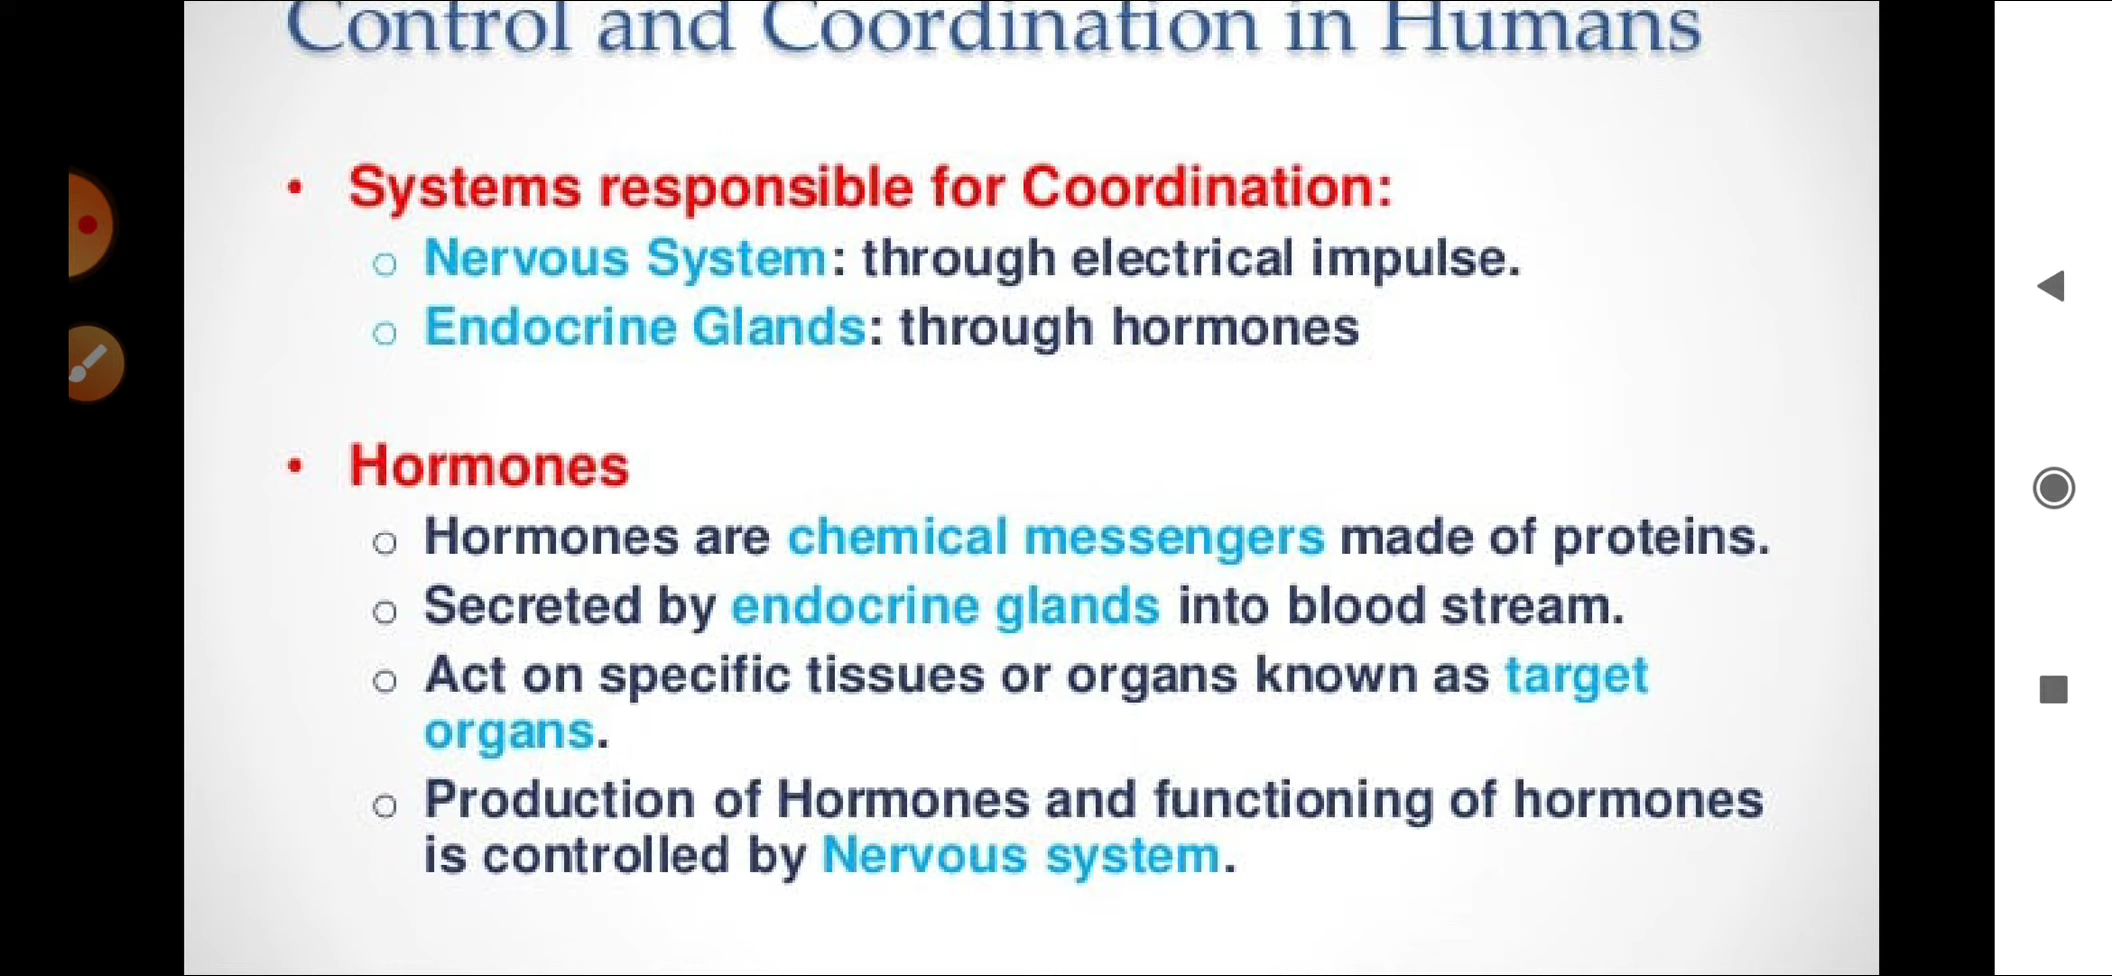 Control and Coordination in Humans
• Systems responsible for Coordination:
o Nervous System: through electrical impulse.
o Endocrine Glands: through hormones
• Hormones
o Hormones are chemical messengers made of proteins.
o Secreted by endocrine glands into blood stream.
o Act on specific tissues or organs known as target
organs.
o Production of Hormones and functioning of hormones
is controlled by Nervous system.